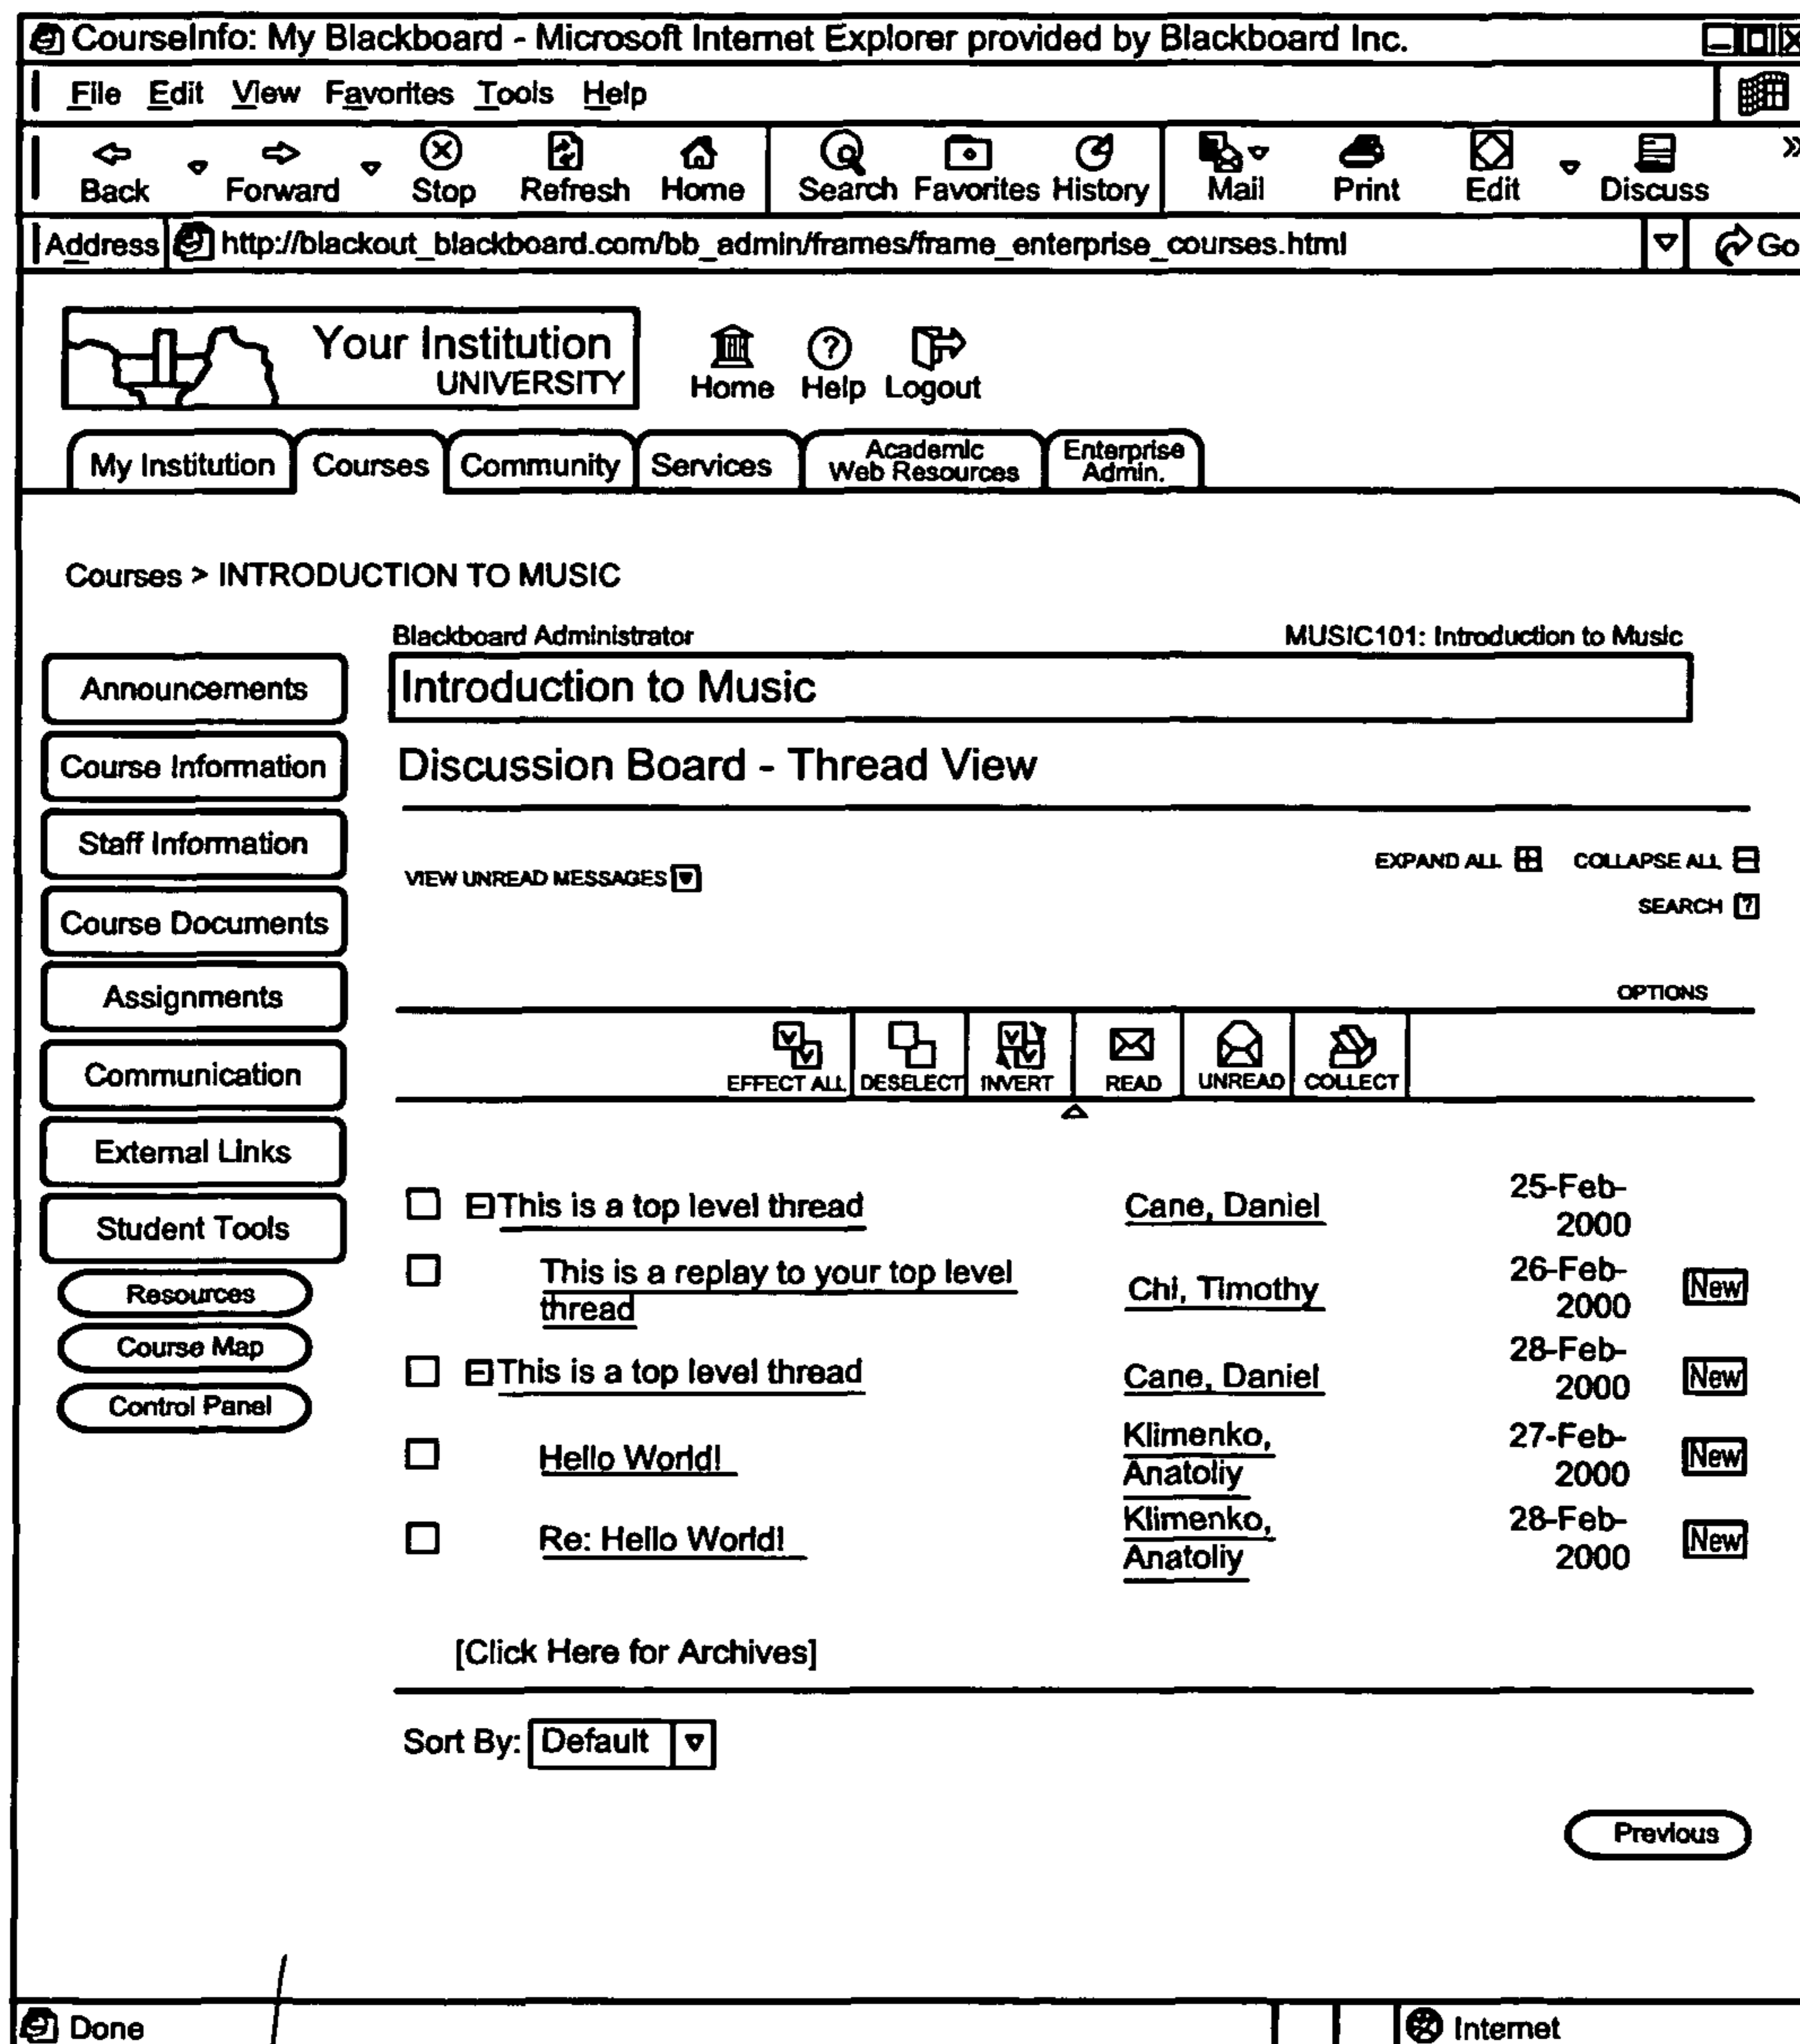 CourseInfo: My Blackboard - Microsoft Internet Explorer provided by Blackboard Inc.
File Edit View Favorites Tools Help
Back Forward Stop Refresh Home Search Favorites History Mail Print Edit Discuss »
Address http://blackout_blackboard.com/bb_admin/frames/frame_enterprise_courses.html Go
Your Institution
UNIVERSITY
Home Help Logout
My Institution Courses Community Services Academic Web Resources Enterprise Admin.
Courses > INTRODUCTION TO MUSIC
Blackboard Administrator MUSIC101: Introduction to Music
Introduction to Music
Discussion Board - Thread View
Announcements
Course Information
Staff Information
Course Documents
Assignments
Communication
External Links
Student Tools
Resources
Course Map
Control Panel
VIEW UNREAD MESSAGES
EXPAND ALL COLLAPSE ALL
SEARCH ?
OPTIONS
EFFECT ALL DESELECT INVERT READ UNREAD COLLECT
This is a top level thread Cane, Daniel 25-Feb-
2000
This is a replay to your top level
thread Chi, Timothy 26-Feb-
2000 New
This is a top level thread Cane, Daniel 28-Feb-
2000 New
Hello World! Klimenko,
Anatoliy 27-Feb-
2000 New
Re: Hello World! Klimenko,
Anatoliy 28-Feb-
2000 New
[Click Here for Archives]
Sort By: Default
Previous
Done Internet